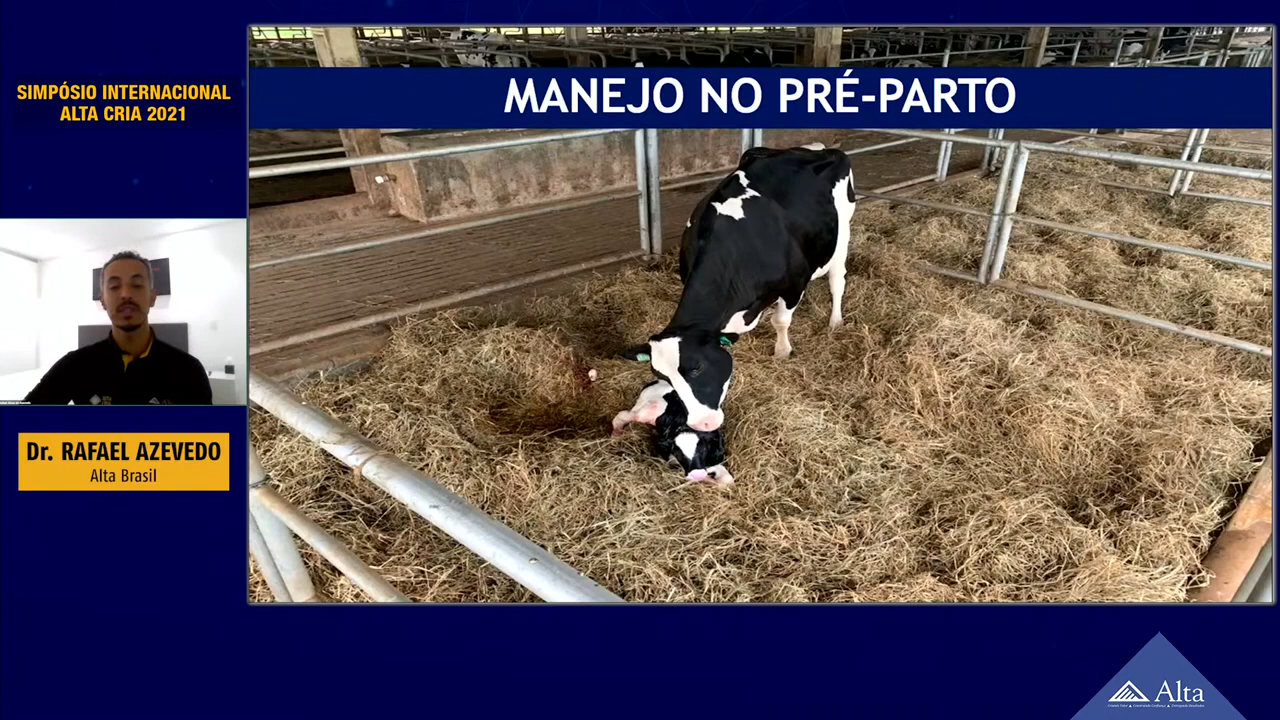 SIMPÓSIO INTERNACIONAL
ALTA CRIA 2021
MANEJO NO PRÉ-PARTO
Dr. RAFAEL AZEVEDO
Alta Brasil
Alta